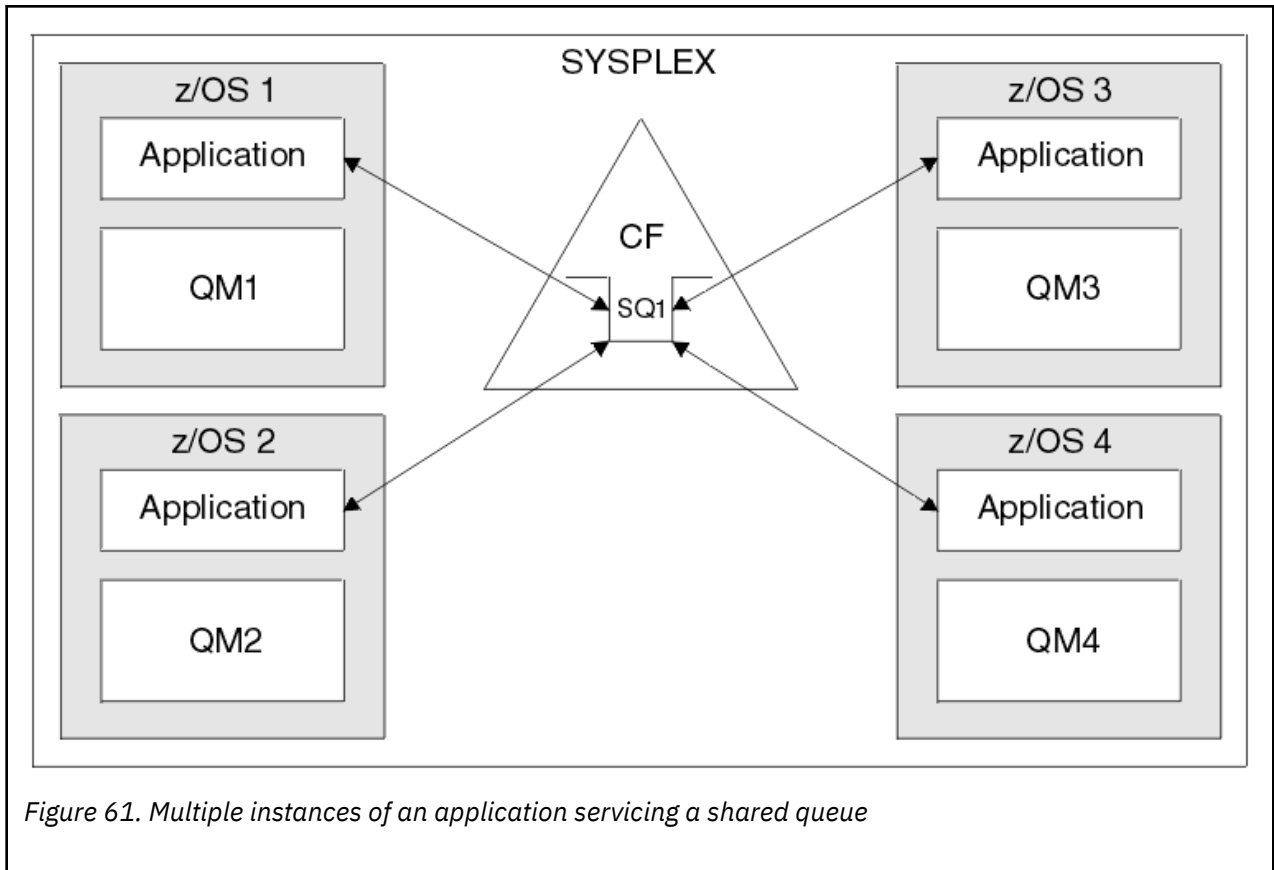 SYSPLEX
z/OS 1
Application
QM1
z/OS 2
Application
QM2
CF
SQ1
z/OS 3
Application
QM3
z/OS 4
Application
QM4
Figure 61. Multiple instances of an application servicing a shared queue